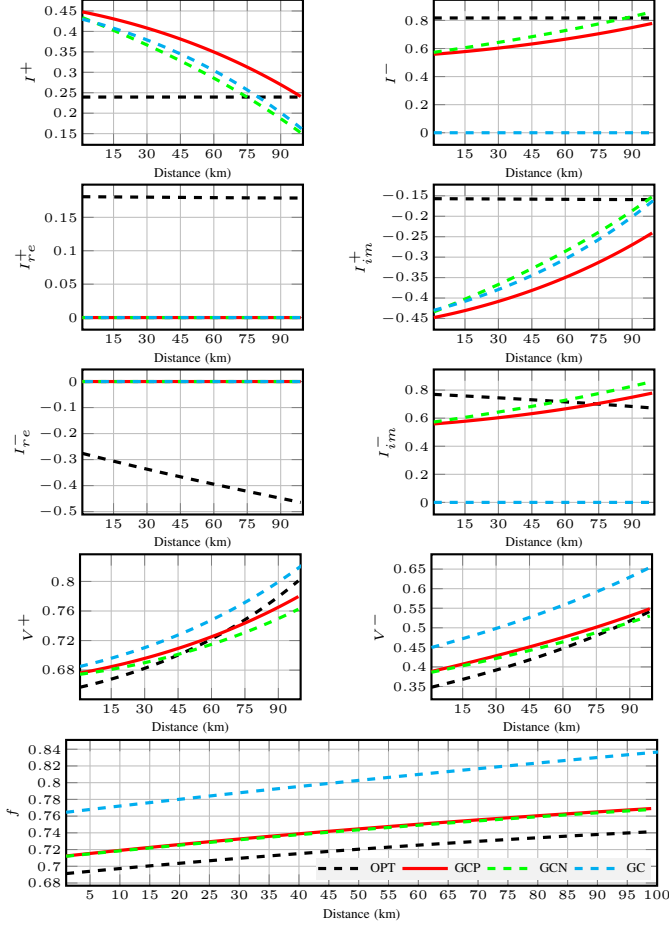 0.45
0.4
0.35
0.3
0.25
0.2
0.15
I+
15 30 45 60 75 90
Distance (km)
0.8
0.6
0.4
0.2
0
I−
15 30 45 60 75 90
Distance (km)
0.15
0.1
0.05
0
I+re
15 30 45 60 75 90
Distance (km)
−0.15
−0.2
−0.25
−0.3
−0.35
−0.4
−0.45
I+im
15 30 45 60 75 90
Distance (km)
0
−0.1
−0.2
−0.3
−0.4
−0.5
I−re
15 30 45 60 75 90
Distance (km)
0.8
0.6
0.4
0.2
0
I−im
15 30 45 60 75 90
Distance (km)
0.8
0.76
0.72
0.68
V+
15 30 45 60 75 90
Distance (km)
0.65
0.55
0.5
0.45
0.4
0.35
V−
15 30 45 60 75 90
Distance (km)
0.84
0.82
0.8
0.78
0.76
0.74
0.72
0.7
0.68
f
OPT GCP GCN GC
5 10 15 20 25 30 35 40 45 50 55 60 65 70 75 80 85 90 95 100
Distance (km)